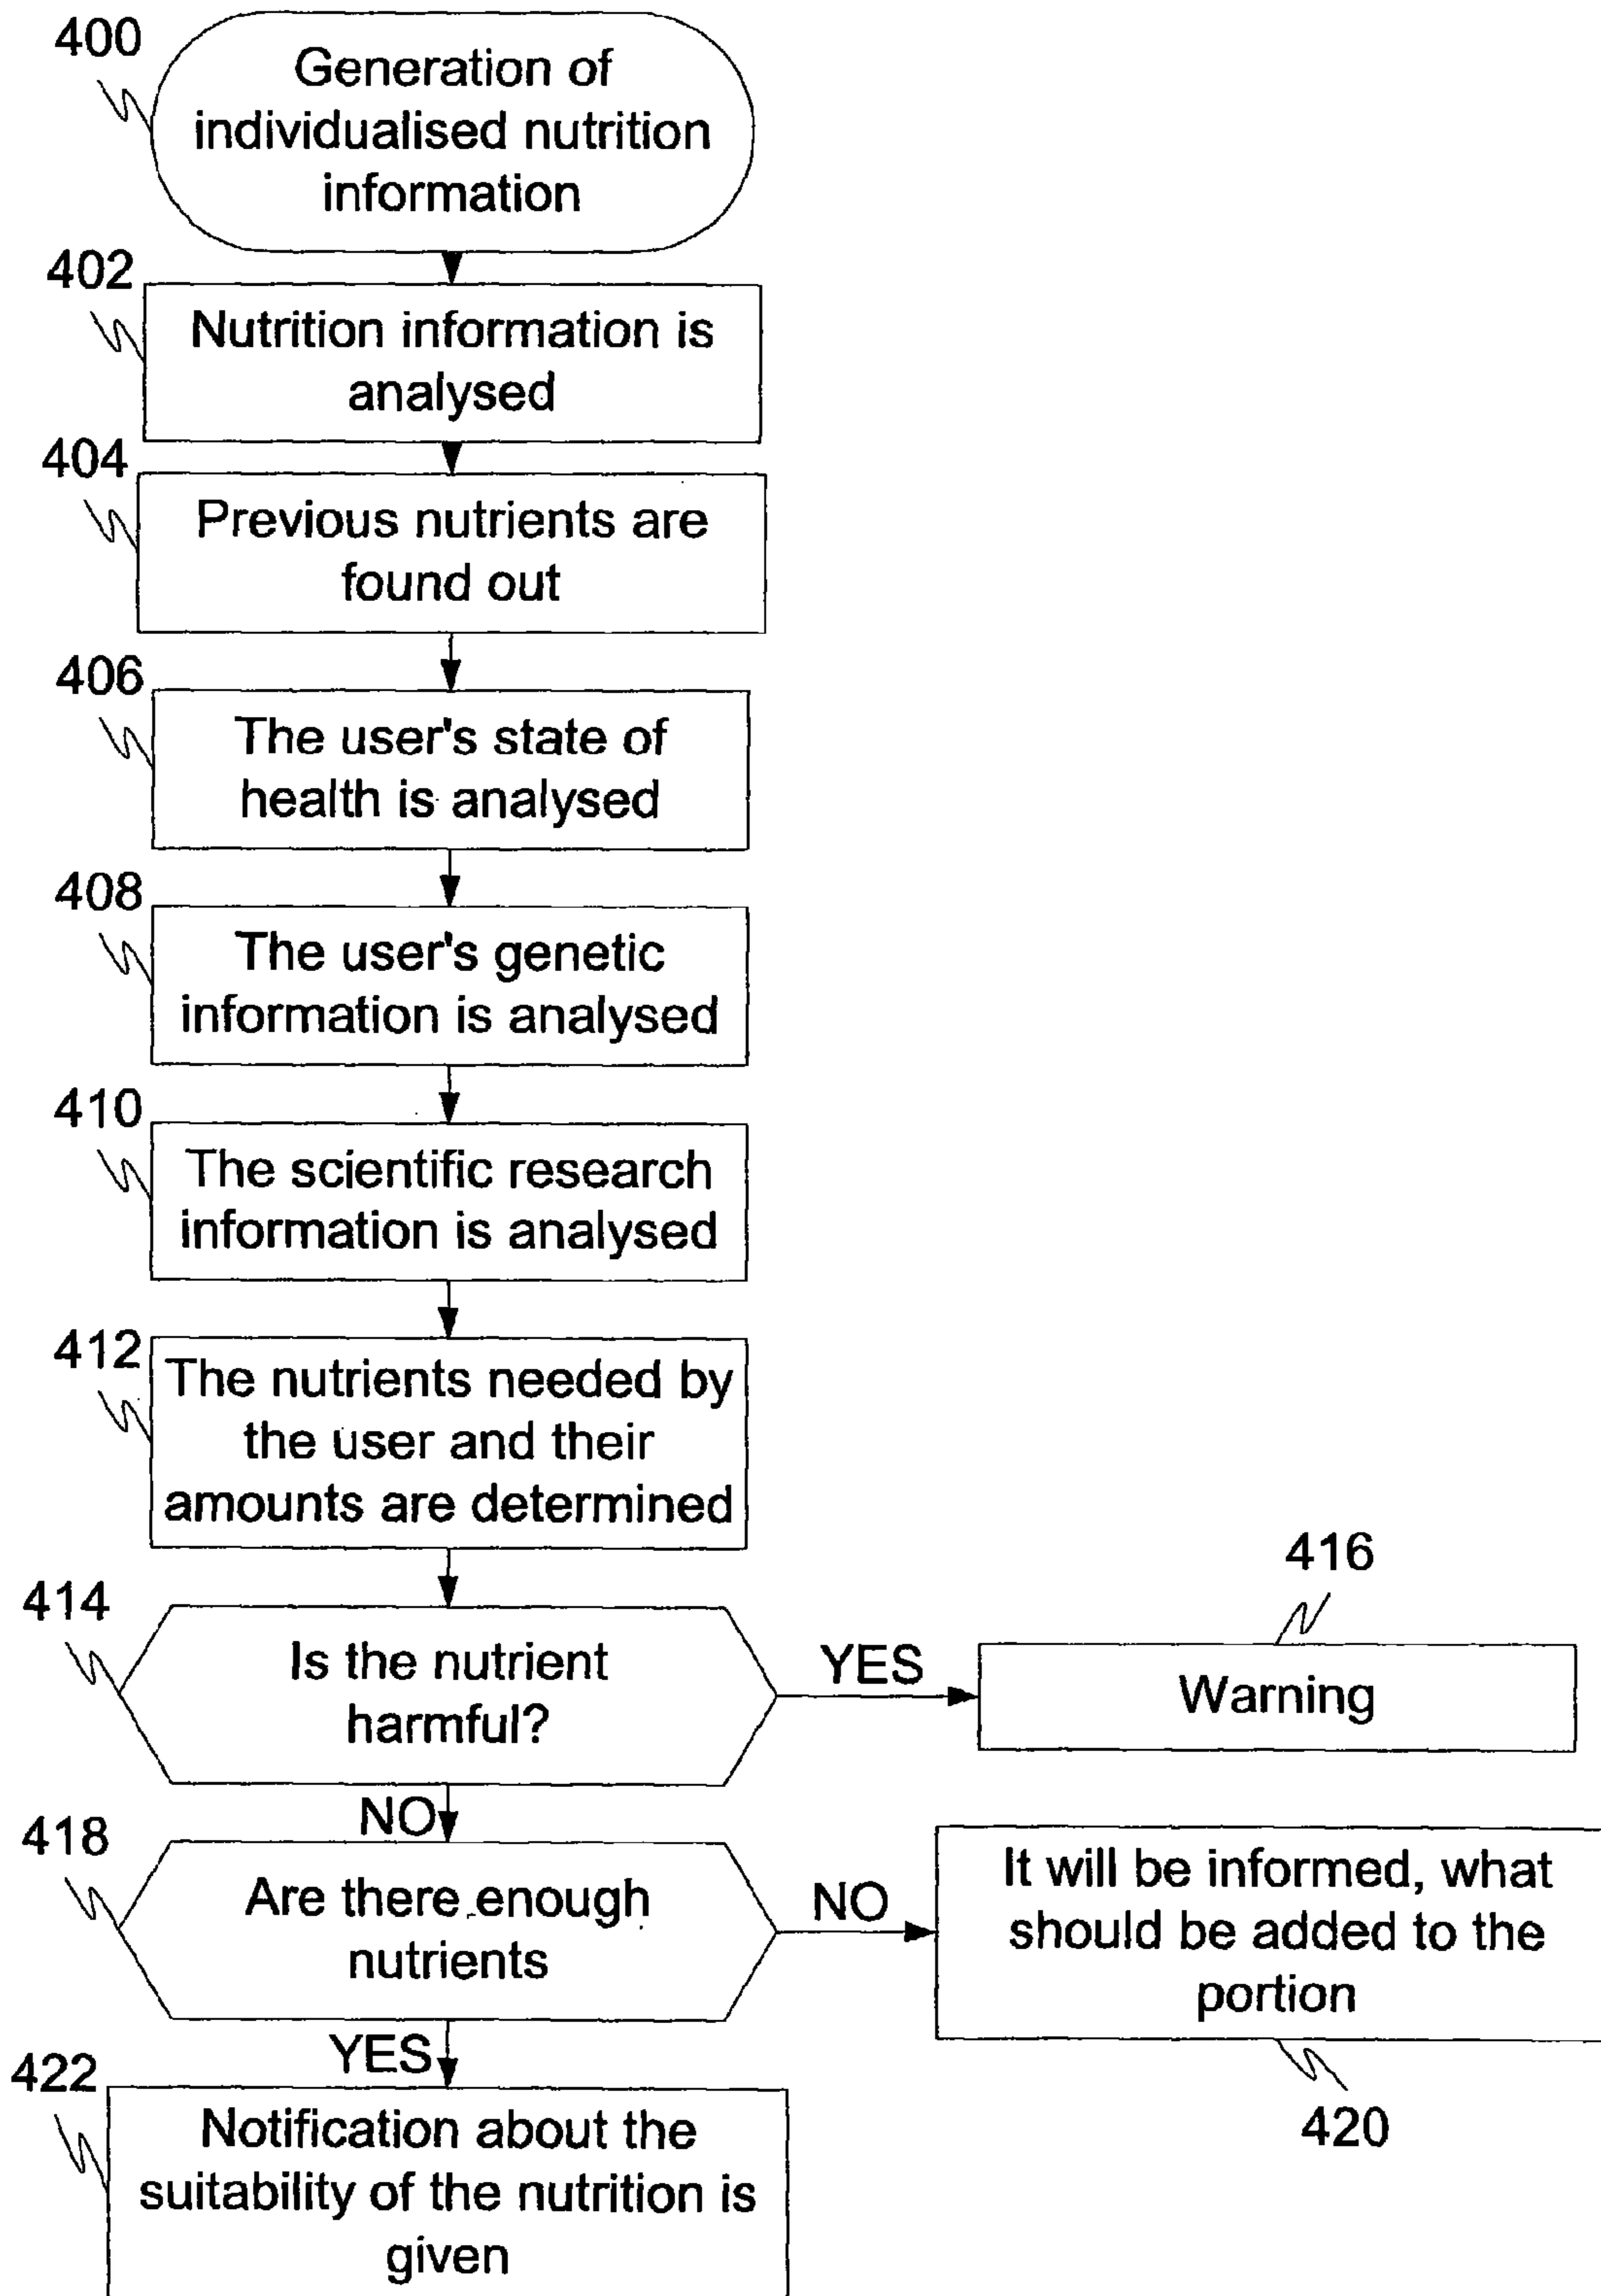 400
Generation of
individualised nutrition
information
402
Nutrition information is
analysed
404
Previous nutrients are
found out
406
The user's state of
health is analysed
408
The user's genetic
information is analysed
410
The scientific research
information is analysed
412
The nutrients needed by
the user and their
amounts are determined
414
Is the nutrient
harmful?
YES
416
Warning
NO
418
Are there enough
nutrients
NO
It will be informed, what
should be added to the
portion
420
YES
422
Notification about the
suitability of the nutrition is
given